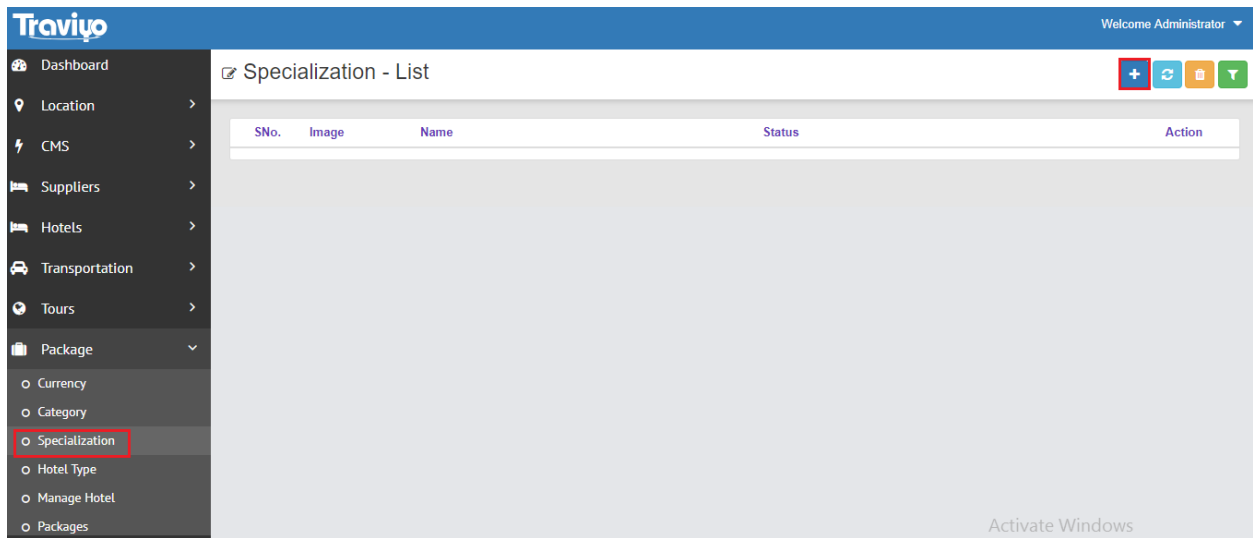 Traviyo
Welcome Administrator
Dashboard
Specialization - List
Location
SNo. Image Name Status Action
CMS
Suppliers
Hotels
Transportation
Tours
Package
Currency
Category
Specialization
Hotel Type
Manage Hotel
Packages
Activate Windows